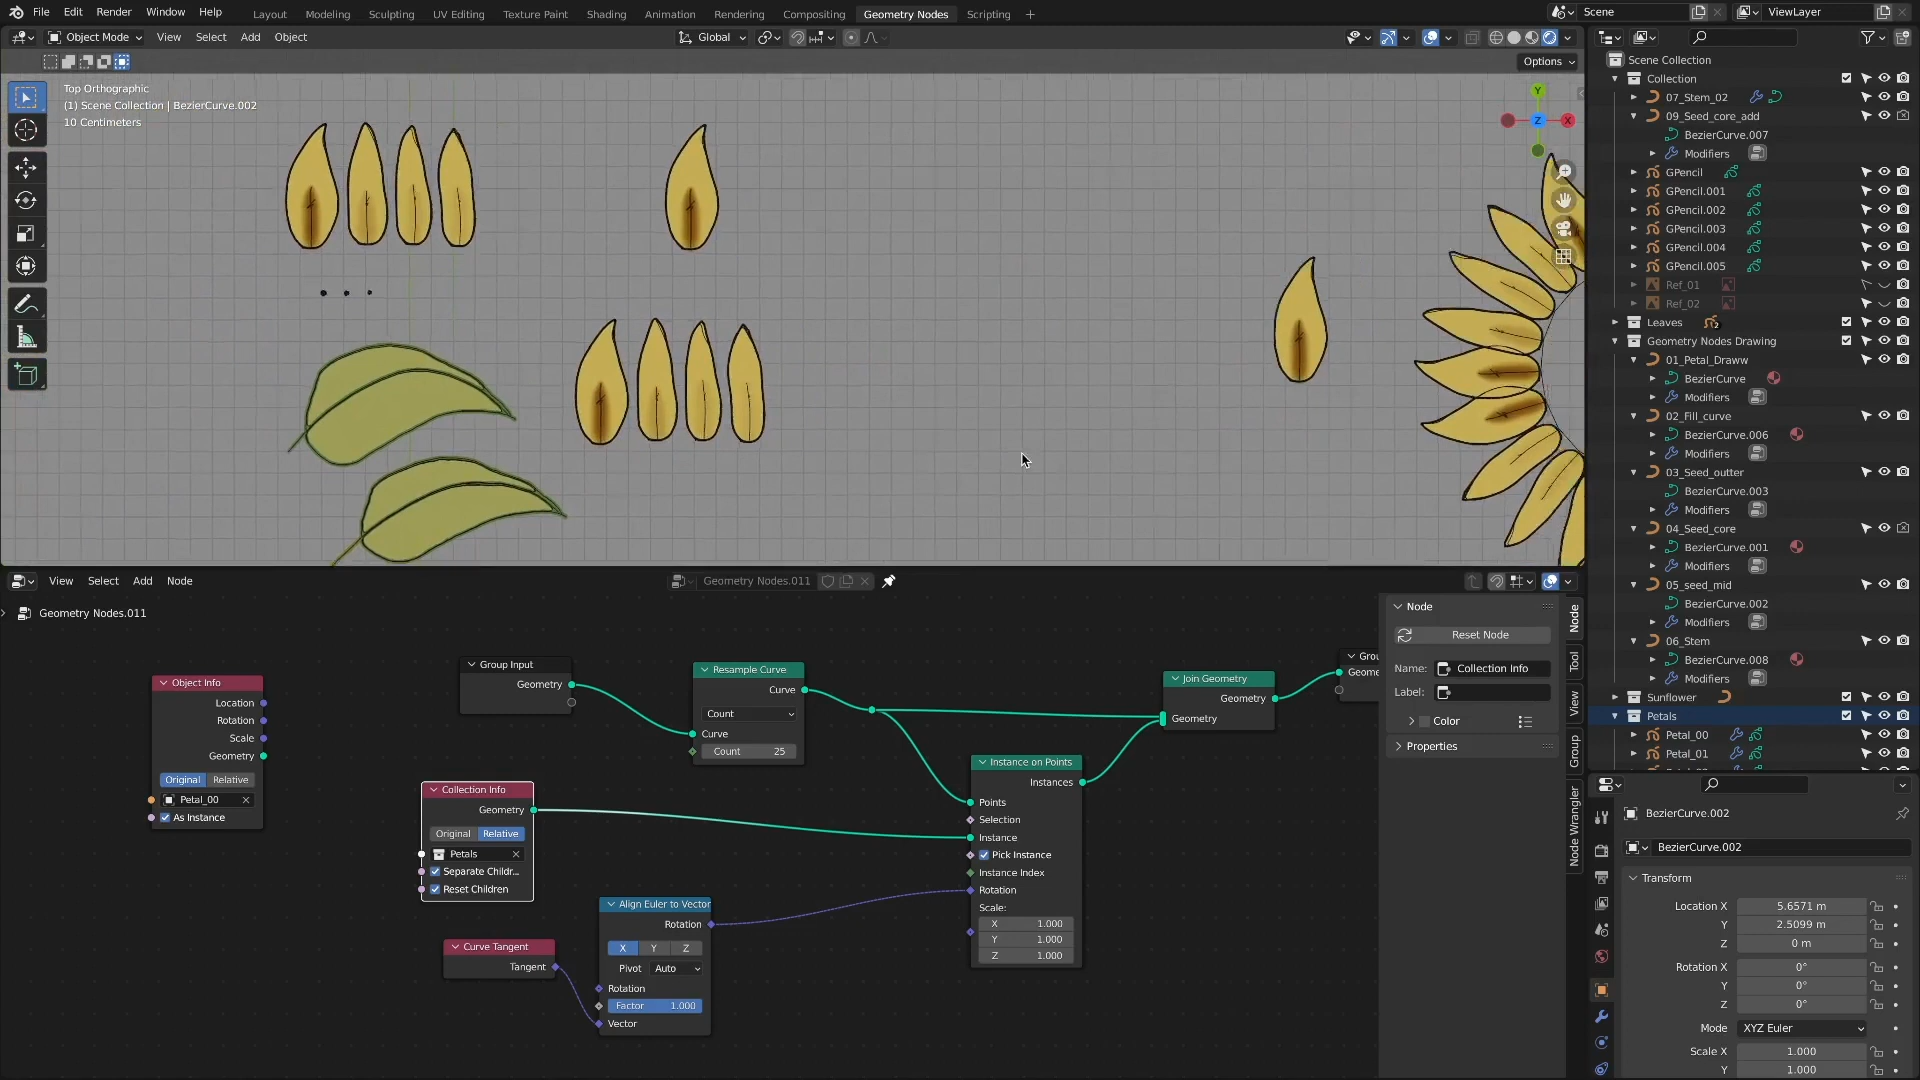 File Edit Render Window Help Layout Modeling Sculpting UV Editing Texture Paint Shading Animation Rendering Compositing Geometry Nodes Scripting + Scene ViewLayer
Object Mode View Select Add Object Global
Options
Top Orthographic
(1) Scene Collection | BezierCurve.002
10 Centimeters
Y
Z
X
Scene Collection
Collection
07_Stem_02
09_Seed_core_add
BezierCurve.007
Modifiers
GPencil
GPencil.001
GPencil.002
GPencil.003
GPencil.004
GPencil.005
Ref_01
Ref_02
Leaves 2
Geometry Nodes Drawing
01_Petal_Draww
BezierCurve
Modifiers
02_Fill_curve
BezierCurve.006
Modifiers
03_Seed_outter
BezierCurve.003
Modifiers
04_Seed_core
BezierCurve.001
Modifiers
05_seed_mid
BezierCurve.002
Modifiers
06_Stem
BezierCurve.008
Modifiers
Sunflower
Petals
Petal_00
Petal_01
View Select Add Node Geometry Nodes.011
Geometry Nodes.011
Object Info
Location
Rotation
Scale
Geometry
Original Relative
Petal_00
As Instance
Group Input
Geometry
Resample Curve
Curve
Count
Curve
Count 25
Collection Info
Geometry
Original Relative
Petals
Separate Childr...
Reset Children
Curve Tangent
Tangent
Align Euler to Vector
Rotation
X Y Z
Pivot Auto
Rotation
Factor 1.000
Vector
Instance on Points
Instances
Points
Selection
Instance
Pick Instance
Instance Index
Rotation
Scale:
X 1.000
Y 1.000
Z 1.000
Join Geometry
Geometry
Geometry
Grou
Geome
Node
Reset Node
Name: Collection Info
Label:
Color
Properties
Node
Tool
View
Group
Node Wrangler
BezierCurve.002
BezierCurve.002
Transform
Location X 5.6571 m
Y 2.5099 m
Z 0 m
Rotation X 0°
Y 0°
Z 0°
Mode XYZ Euler
Scale X 1.000
Y 1.000